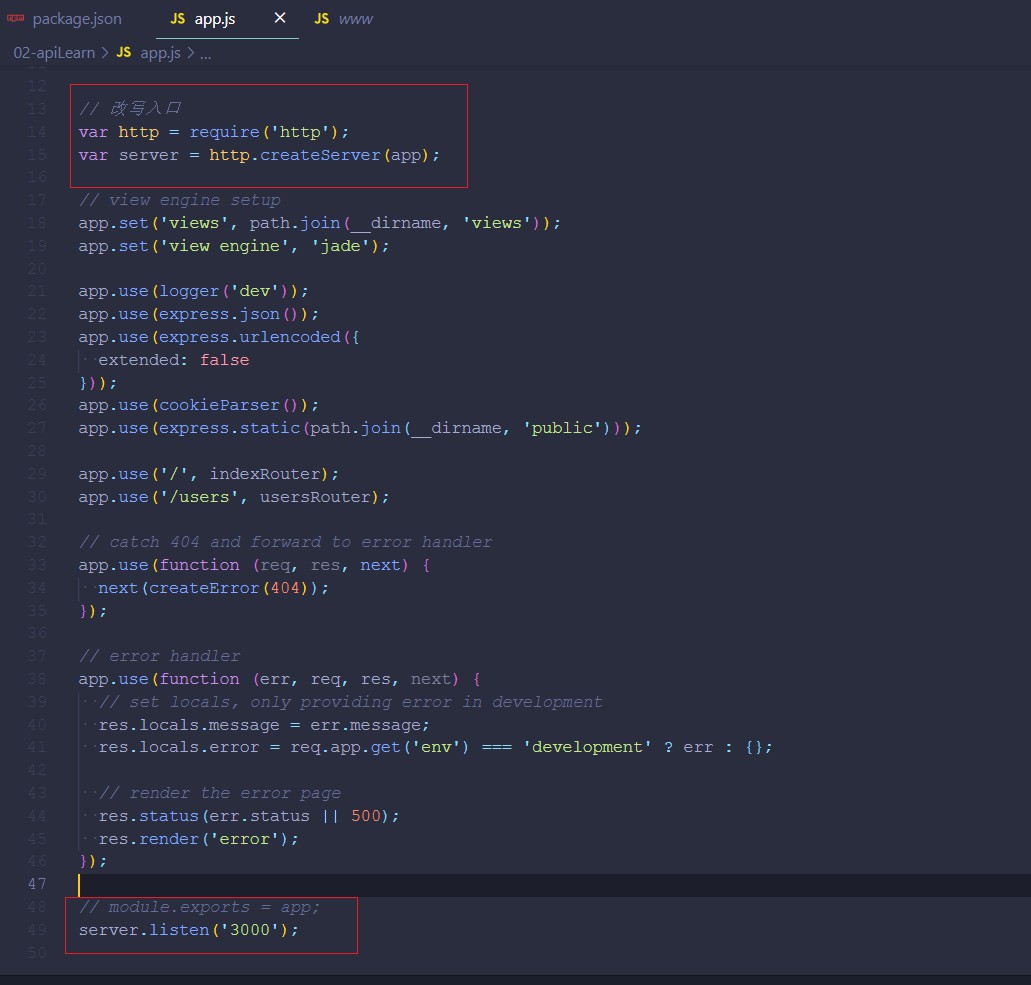 package.json JS app.js × JS www
02-apiLearn > JS app.js > ...
11
12
13 // 改写入口
14 var http = require('http');
15 var server = http.createServer(app);
16
17 // view engine setup
18 app.set('views', path.join(__dirname, 'views'));
19 app.set('view engine', 'jade');
20
21 app.use(logger('dev'));
22 app.use(express.json());
23 app.use(express.urlencoded({
24 extended: false
25 }));
26 app.use(cookieParser());
27 app.use(express.static(path.join(__dirname, 'public')));
28
29 app.use('/', indexRouter);
30 app.use('/users', usersRouter);
31
32 // catch 404 and forward to error handler
33 app.use(function (req, res, next) {
34 next(createError(404));
35 });
36
37 // error handler
38 app.use(function (err, req, res, next) {
39 // set locals, only providing error in development
40 res.locals.message = err.message;
41 res.locals.error = req.app.get('env') === 'development' ? err : {};
42
43 // render the error page
44 res.status(err.status || 500);
45 res.render('error');
46 });
47
48 // module.exports = app;
49 server.listen('3000');
50